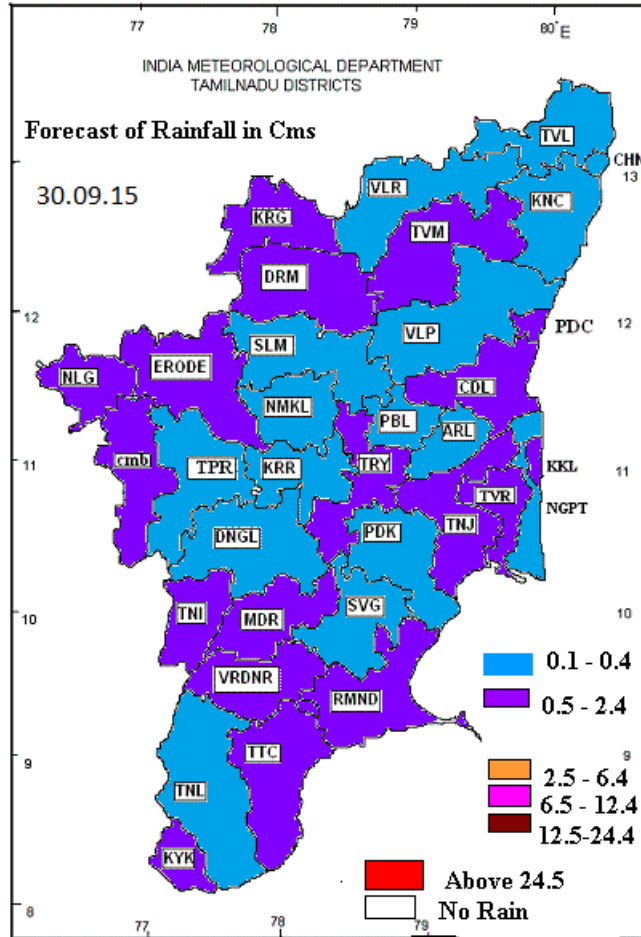 77 78 79 80° E
INDIA METEOROLOGICAL DEPARTMENT
TAMILNADU DISTRICTS
Forecast of Rainfall in Cms
TVL
CHN
13
30.09.15
VLR
KNC
KRG
TVM
DRM
12
12
PDC
SLM
VLP
ERODE
NLG
CDL
NMKL
PBL
ARL
11
cmb
TPR
KRR
TRY
KKL
11
TVR
NGPT
DNGL
PDK
TNJ
10
TNI
MDR
SVG
10
VRDNR
0.1 - 0.4
RMND
0.5 - 2.4
9
TTC
9
TNL
2.5 - 6.4
6.5 - 12.4
12.5-24.4
KYK
Above 24.5
8
No Rain
77 78 79